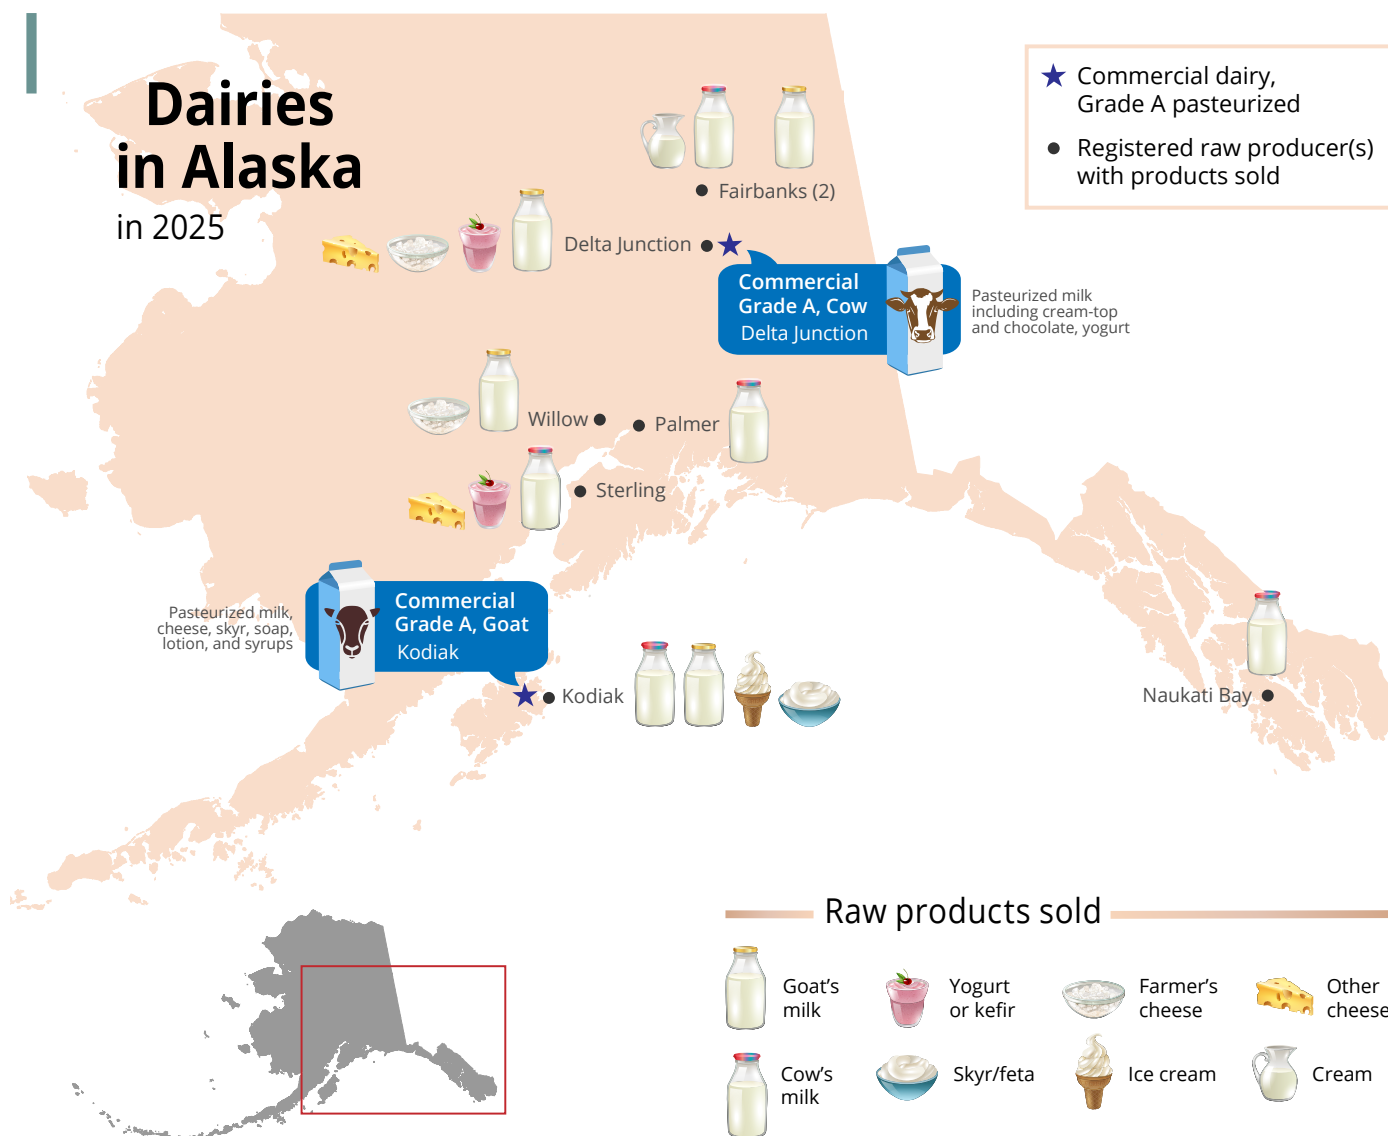 Dairies
in Alaska
in 2025
Commercial dairy,
Grade A pasteurized
Registered raw producer(s)
with products sold
Fairbanks (2)
Delta Junction
Commercial
Grade A, Cow
Delta Junction
Pasteurized milk
including cream-top
and chocolate, yogurt
Willow
Palmer
Sterling
Pasteurized milk,
cheese, skyr, soap,
lotion, and syrups
Commercial
Grade A, Goat
Kodiak
Kodiak
Naukati Bay
Raw products sold
Goat’s
milk
Yogurt
or kefir
Farmer’s
cheese
Other
cheese
Cow’s
milk
Skyr/feta
Ice cream
Cream